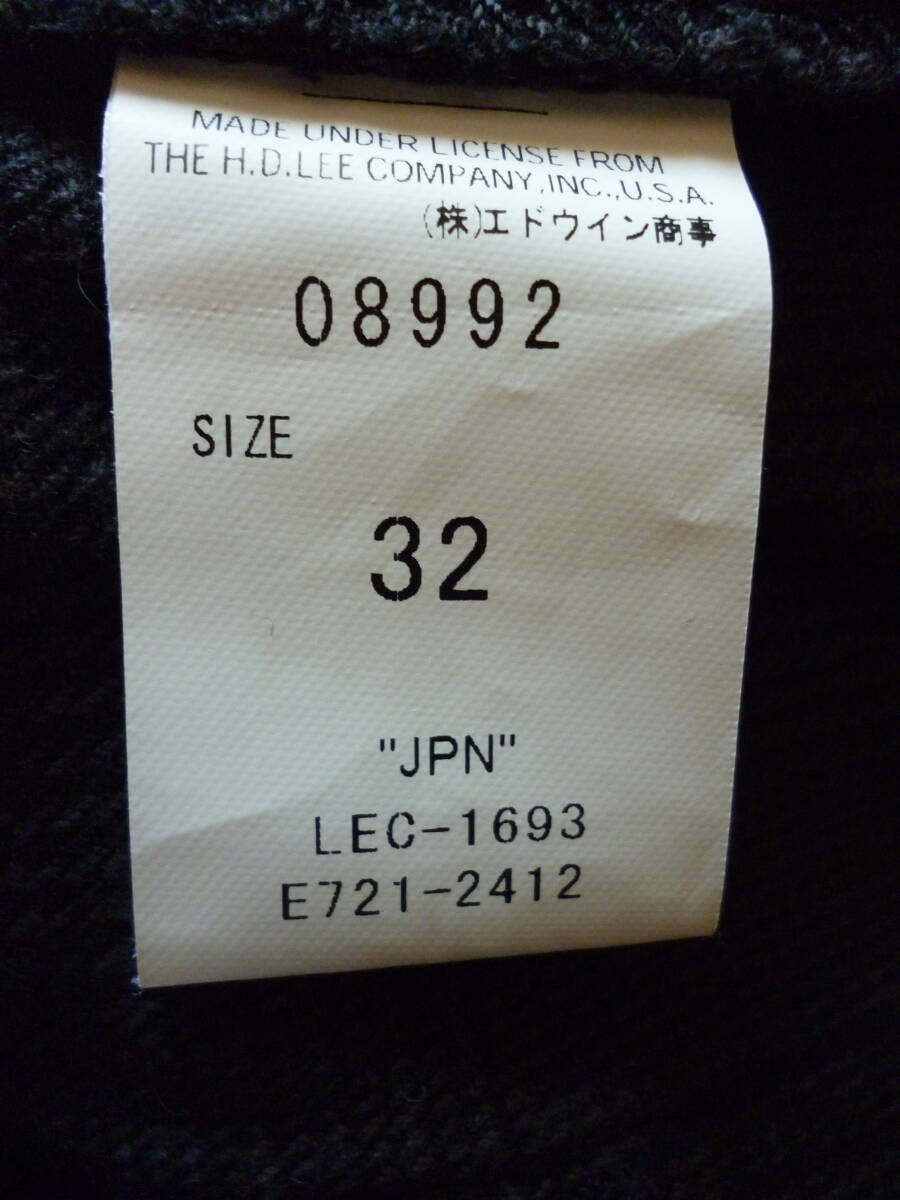 MADE UNDER LICENSE FROM
THE H.D.LEE COMPANY,INC.,U.S.A.
(株)エドウイン商事
08992
SIZE
32
"JPN"
LEC-1693
E721-2412